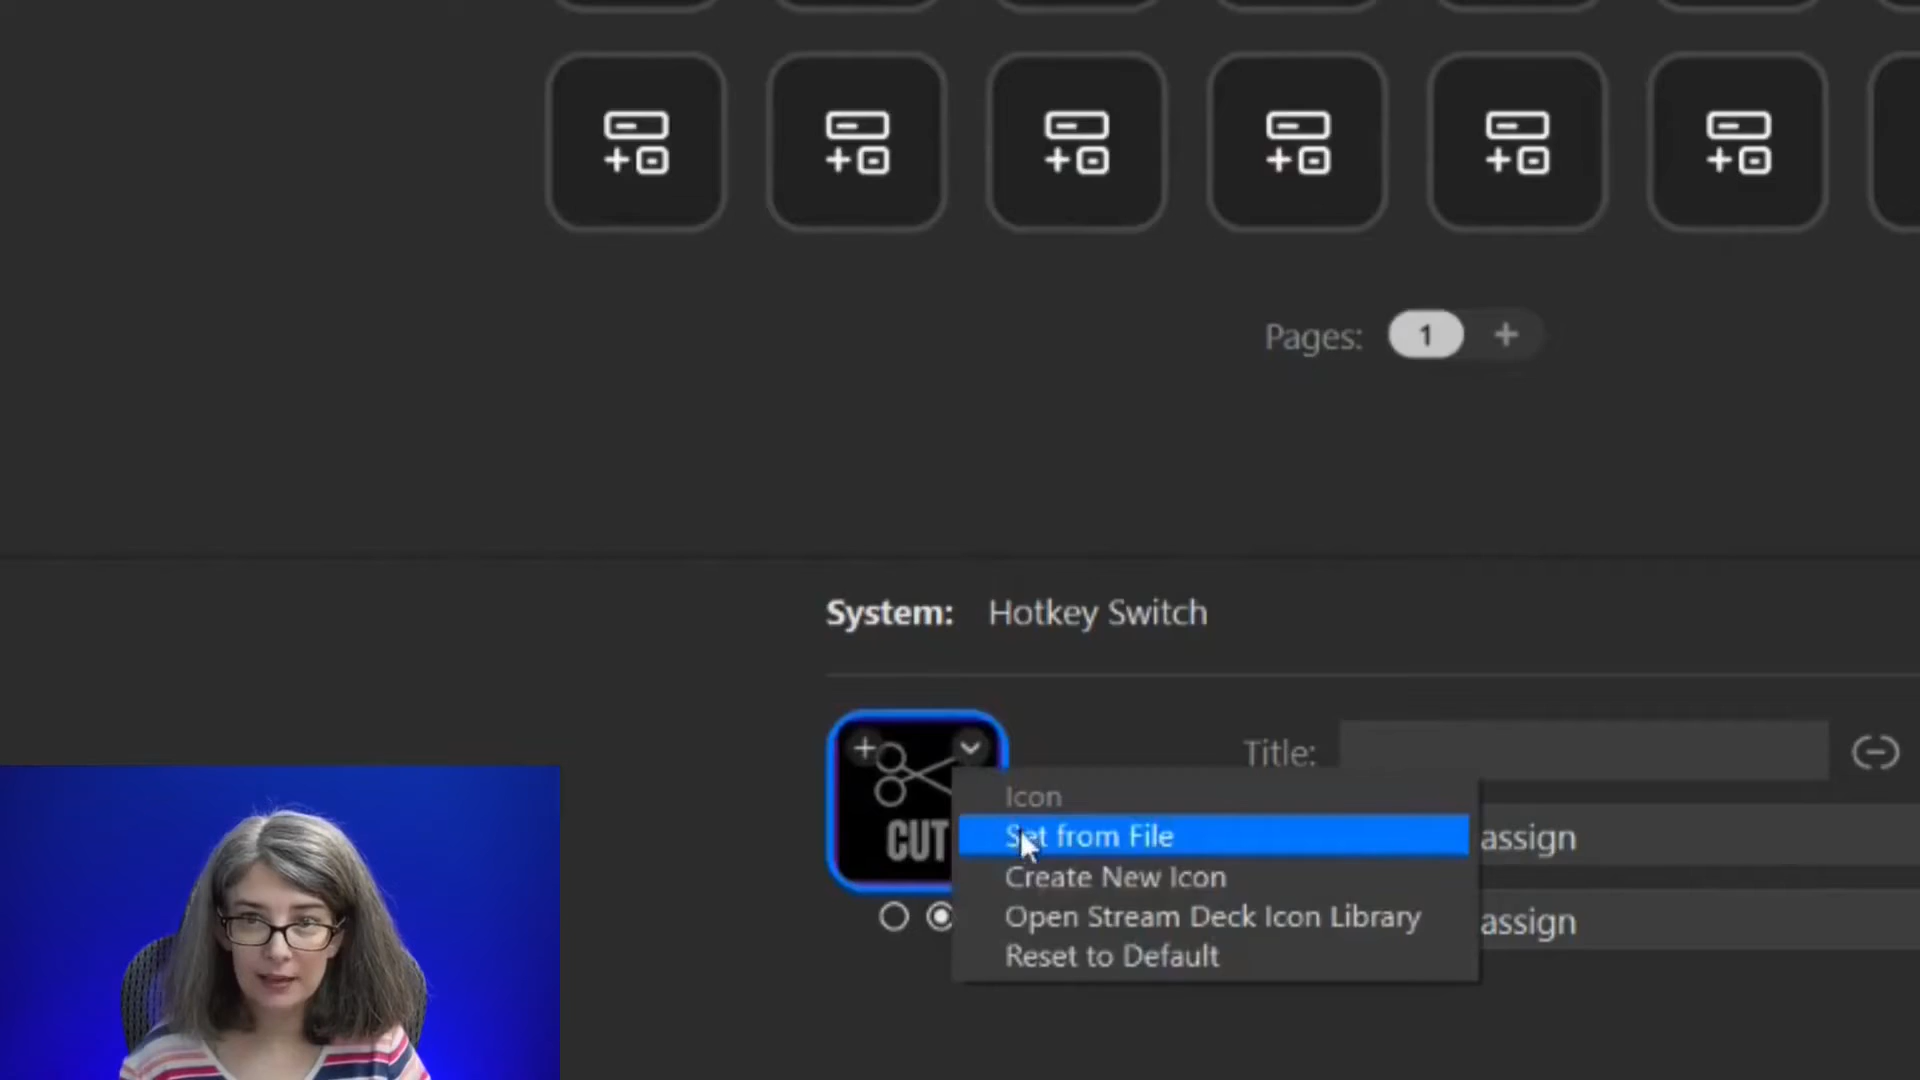 Pages: 1 +
System: Hotkey Switch
Title:
CUT
Icon
Set from File
assign
Create New Icon
Open Stream Deck Icon Library
assign
Reset to Default